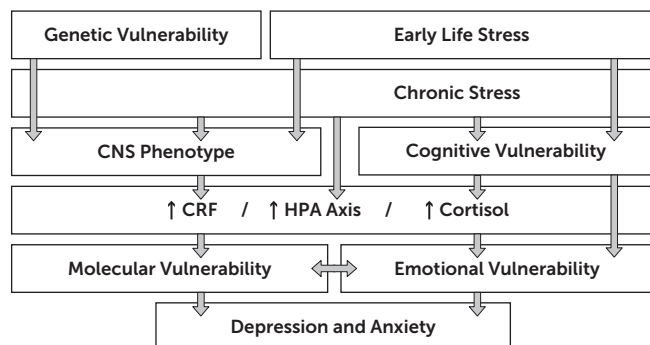 Genetic Vulnerability
Early Life Stress
Chronic Stress
CNS Phenotype
Cognitive Vulnerability
↑ CRF / ↑ HPA Axis / ↑ Cortisol
Molecular Vulnerability
Emotional Vulnerability
Depression and Anxiety